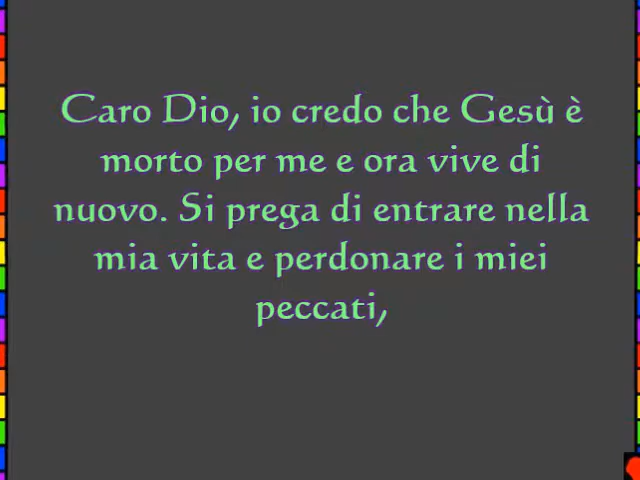 Caro Dio, io credo che Gesù è
morto per me e ora vive di
nuovo. Si prega di entrare nella
mia vita e perdonare i miei
peccati,